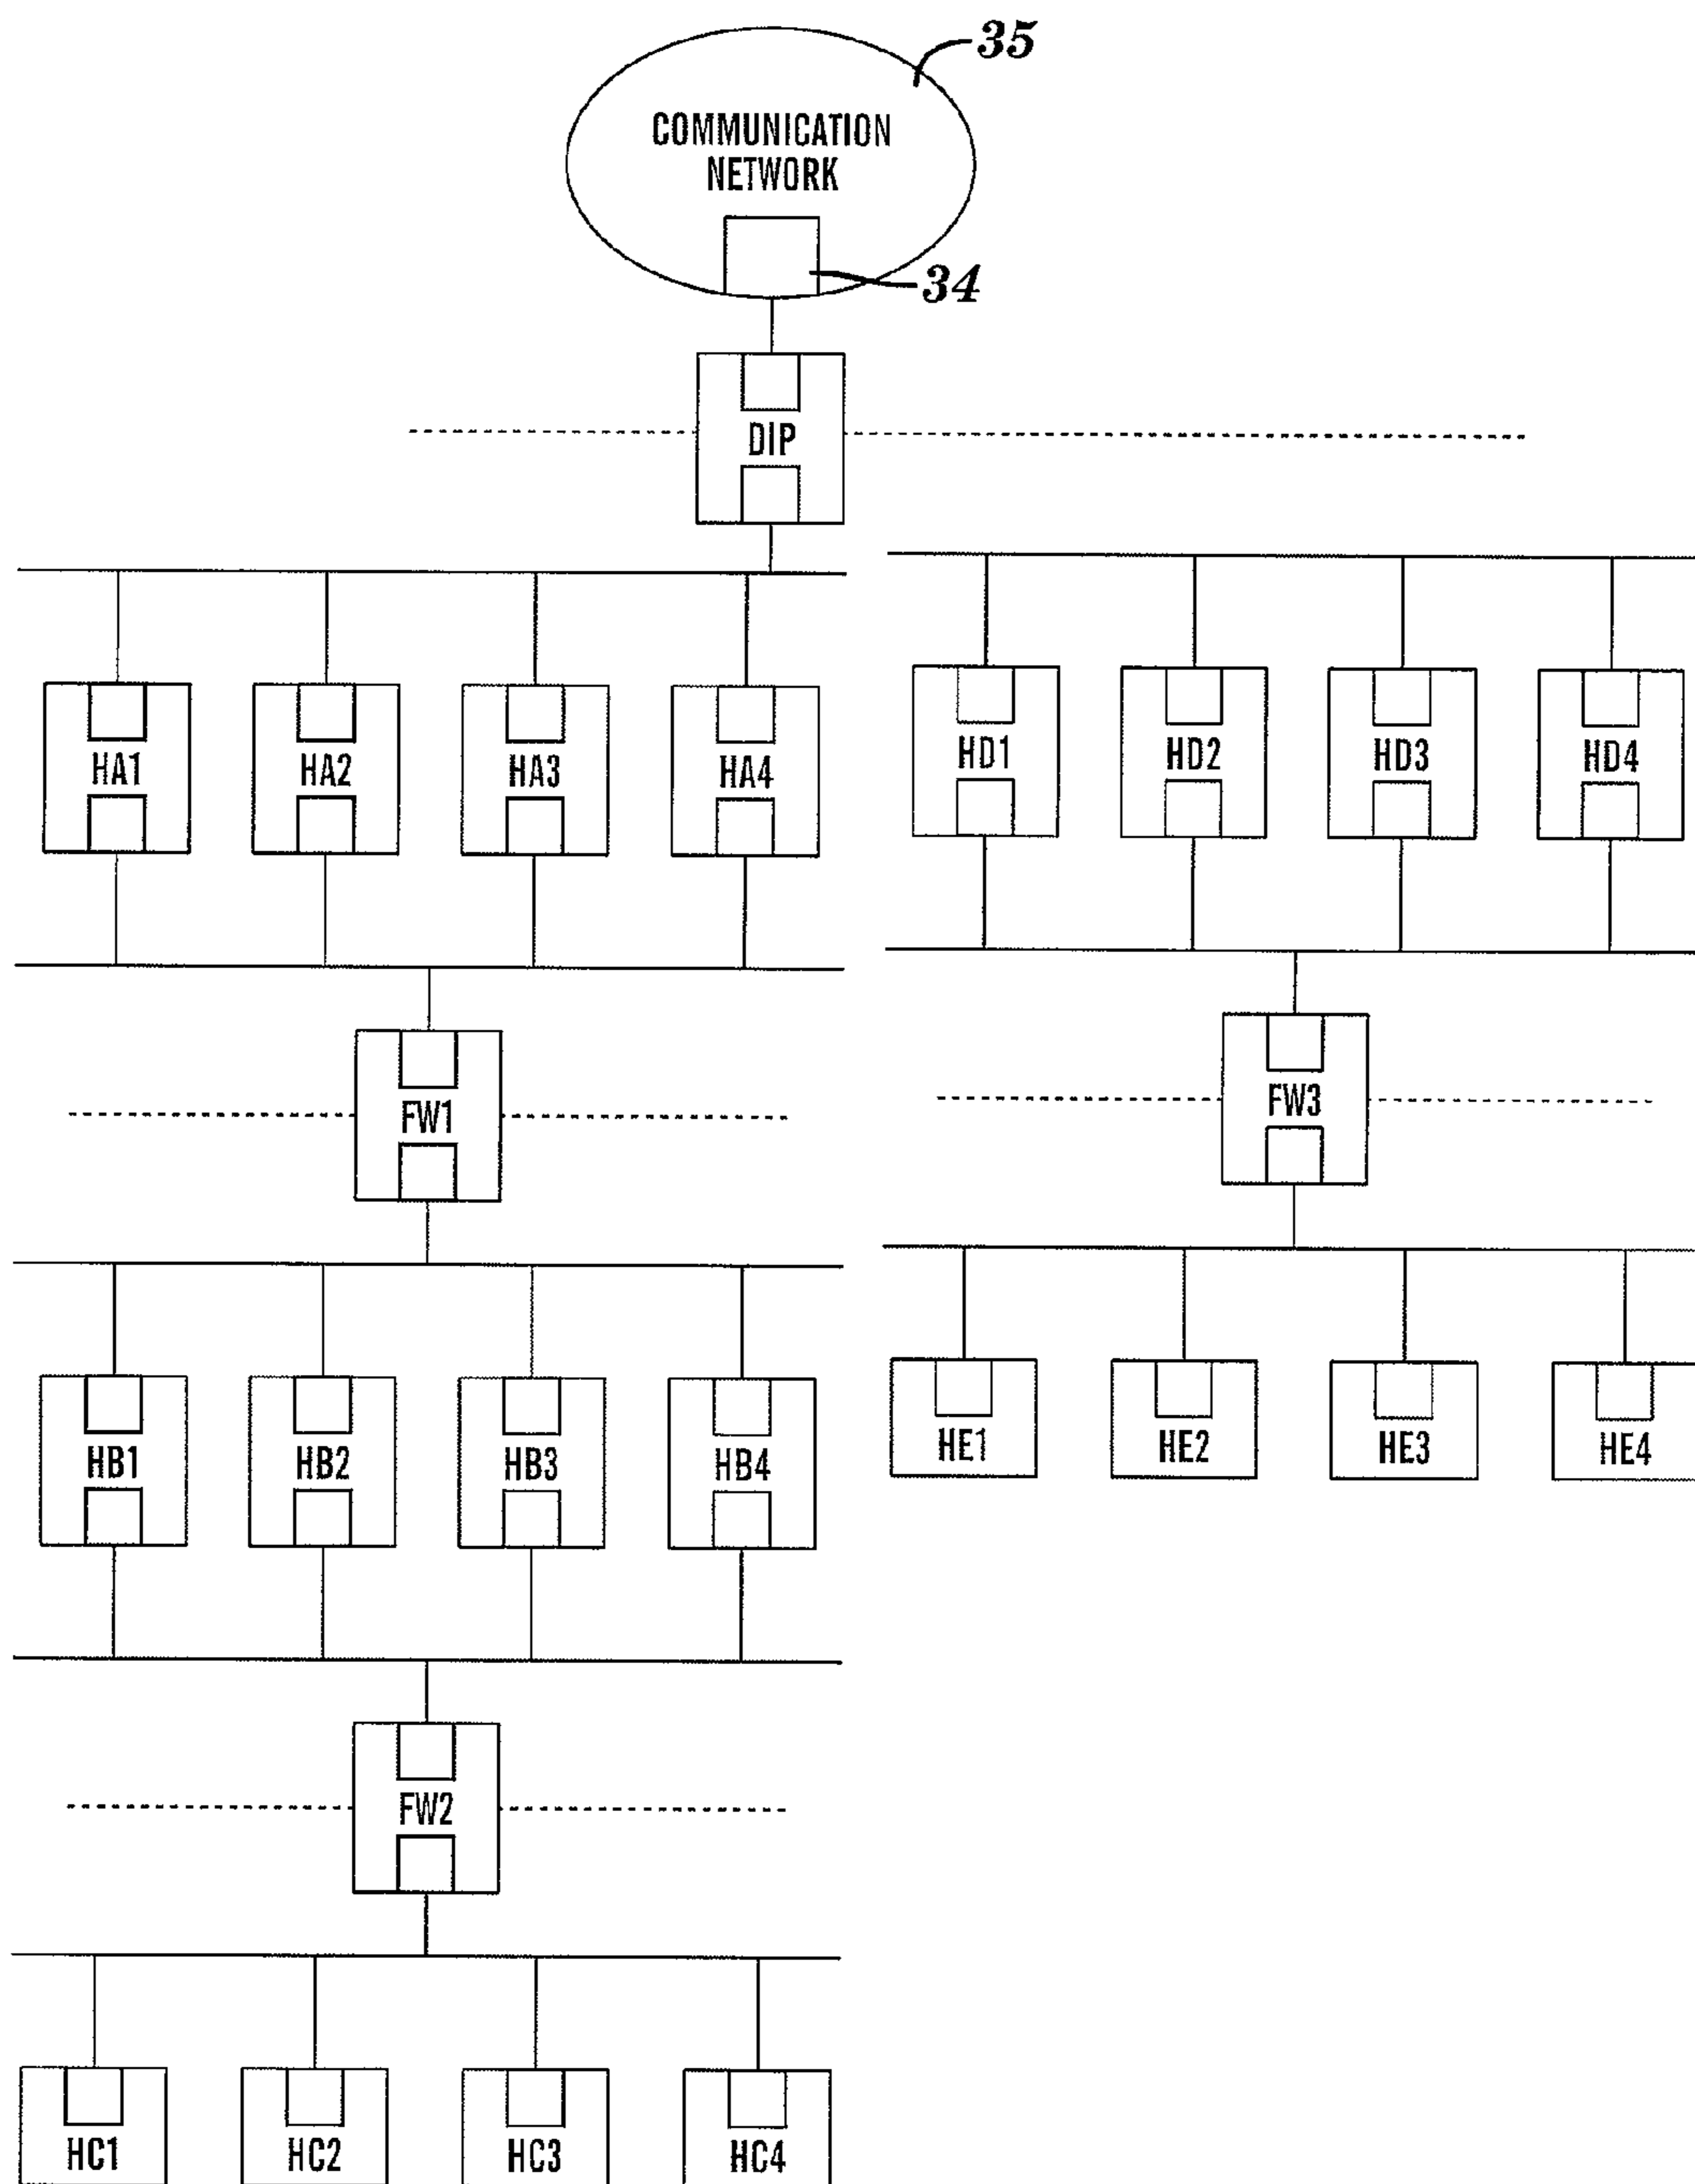 35
COMMUNICATION
NETWORK
34
DIP
HA1 HA2 HA3 HA4 HD1 HD2 HD3 HD4
FW1 FW3
HB1 HB2 HB3 HB4 HE1 HE2 HE3 HE4
FW2
HC1 HC2 HC3 HC4